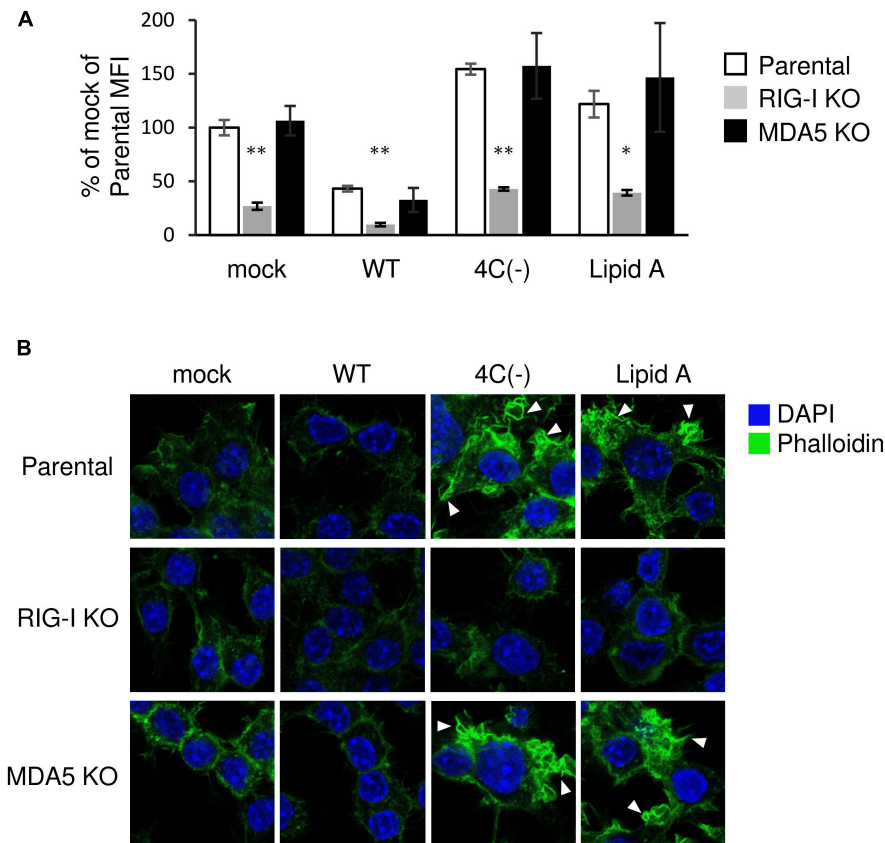 A
% of mock of
Parental MFI
200
150
100
50
0
** ** ** *
mock WT 4C(-) Lipid A
Parental
RIG-I KO
MDA5 KO
B
mock WT 4C(-) Lipid A
DAPI
Phalloidin
Parental
RIG-I KO
MDA5 KO